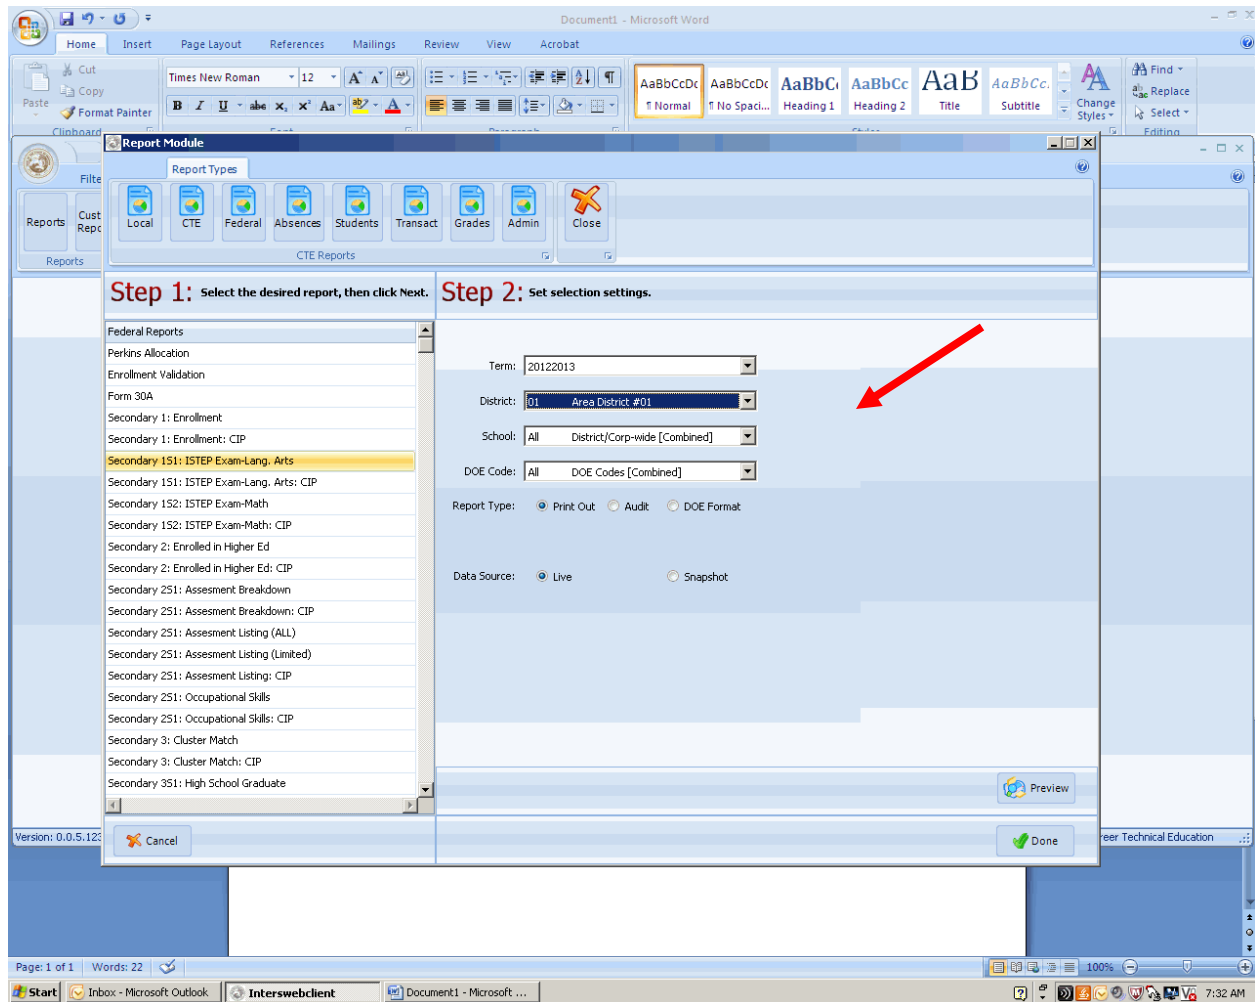 Document1 - Microsoft Word
Home Insert Page Layout References Mailings Review View Acrobat
Cut
Copy
Paste
Format Painter
Clipboard
Times New Roman 12
AaBbCcDc AaBbCcDc AaBbC AaBbCc AaB AaBbCc.
¶ Normal ¶ No Spaci... Heading 1 Heading 2 Title Subtitle
Change Styles
Find
Replace
Select
Editing
Report Module
Filte
Report Types
Reports
Cust
Repo
Reports
Local CTE Federal Absences Students Transact Grades Admin Close
CTE Reports
Step 1: Select the desired report, then click Next.
Step 2: Set selection settings.
Federal Reports
Perkins Allocation
Enrollment Validation
Form 30A
Secondary 1: Enrollment
Secondary 1: Enrollment: CIP
Secondary 1S1: ISTEP Exam-Lang. Arts
Secondary 1S1: ISTEP Exam-Lang. Arts: CIP
Secondary 1S2: ISTEP Exam-Math
Secondary 1S2: ISTEP Exam-Math: CIP
Secondary 2: Enrolled in Higher Ed
Secondary 2: Enrolled in Higher Ed: CIP
Secondary 2S1: Assesment Breakdown
Secondary 2S1: Assesment Breakdown: CIP
Secondary 2S1: Assesment Listing (ALL)
Secondary 2S1: Assesment Listing (Limited)
Secondary 2S1: Assesment Listing: CIP
Secondary 2S1: Occupational Skills
Secondary 2S1: Occupational Skills: CIP
Secondary 3: Cluster Match
Secondary 3: Cluster Match: CIP
Secondary 3S1: High School Graduate
Term: 20122013
District: 01 Area District #01
School: All District/Corp-wide [Combined]
DOE Code: All DOE Codes [Combined]
Report Type: Print Out Audit DOE Format
Data Source: Live Snapshot
Preview
Cancel
Done
Version: 0.0.5.123
reer Technical Education
Page: 1 of 1 Words: 22
100%
Start Inbox - Microsoft Outlook Interswebclient Document1 - Microsoft ... 7:32 AM